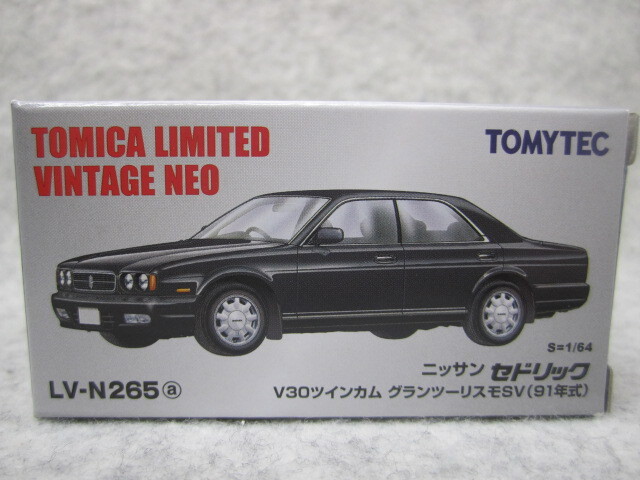 TOMICA LIMITED
VINTAGE NEO
TOMYTEC
S=1/64
ニッサン セドリック
LV-N265ⓐ
V30ツインカム グランツーリスモSV(91年式)